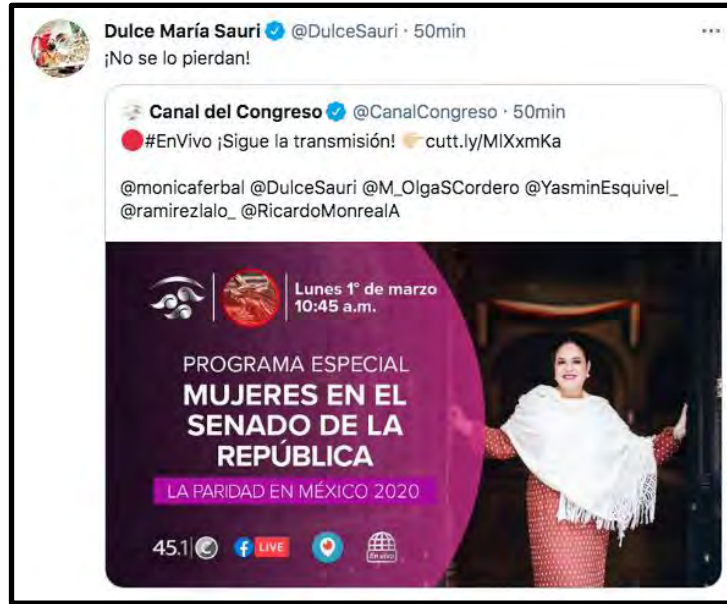 Dulce María Sauri @DulceSauri · 50min
¡No se lo pierdan!
Canal del Congreso @CanalCongreso · 50min
#EnVivo ¡Sigue la transmisión! cutt.ly/MlXxmKa
@monicaferbal @DulceSauri @M_OlgaSCordero @YasminEsquivel_
@ramirezlalo_ @RicardoMonrealA
Lunes 1° de marzo
10:45 a.m.
PROGRAMA ESPECIAL
MUJERES EN EL
SENADO DE LA
REPÚBLICA
LA PARIDAD EN MÉXICO 2020
45.1 LIVE En vivo